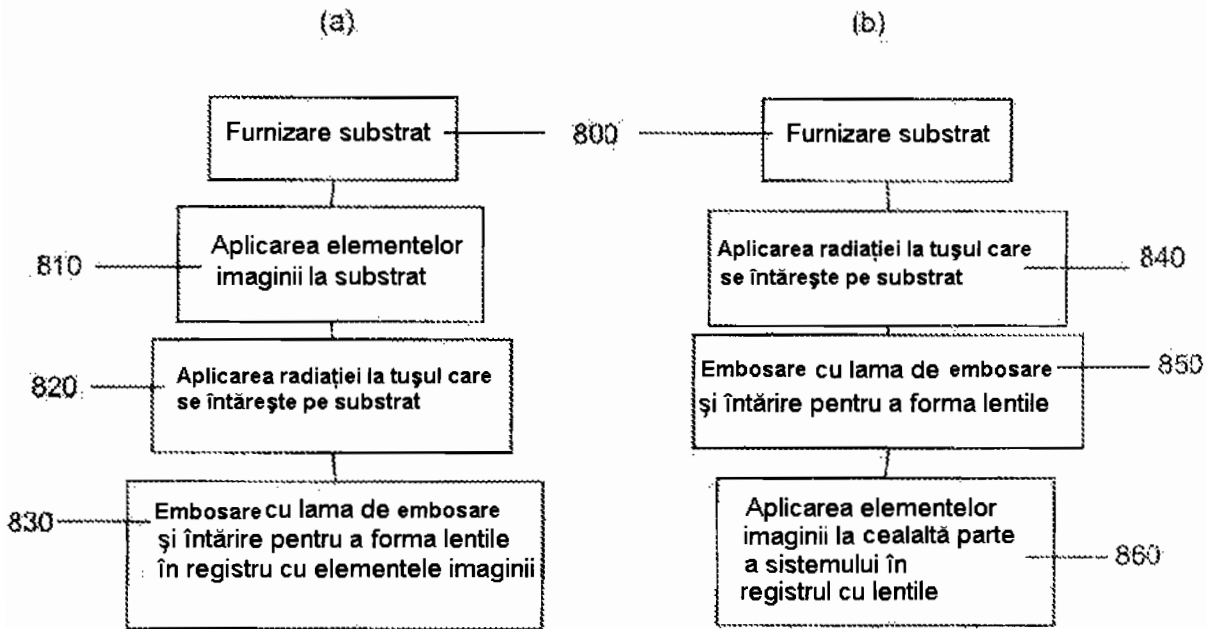 (a)
(b)
Furnizare substrat
800
Furnizare substrat
810
Aplicarea elementelor
imaginii la substrat
Aplicarea radiației la tușul care
se întărește pe substrat
840
820
Aplicarea radiației la tușul care
se întărește pe substrat
Embosare cu lama de embosare
și întărire pentru a forma lentile
850
830
Embosare cu lama de embosare
și întărire pentru a forma lentile
în registru cu elementele imaginii
Aplicarea elementelor
imaginii la cealaltă parte
a sistemului în
registrul cu lentile
860